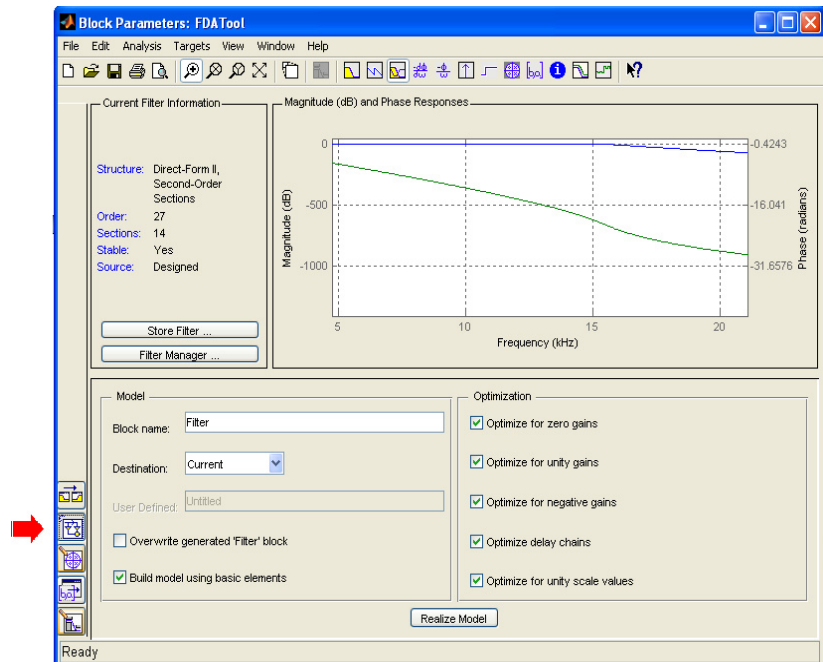 Block Parameters: FDATool
File Edit Analysis Targets View Window Help
Current Filter Information
Structure: Direct-Form II,
Second-Order
Sections
Order: 27
Sections: 14
Stable: Yes
Source: Designed
Store Filter ...
Filter Manager ...
Magnitude (dB) and Phase Responses
Magnitude (dB)
0
-500
-1000
-0.4243
-16.041
-31.6576
Phase (radians)
5 10 15 20
Frequency (kHz)
Model
Block name: Filter
Destination: Current
User Defined: Untitled
Overwrite generated 'Filter' block
Build model using basic elements
Optimization
Optimize for zero gains
Optimize for unity gains
Optimize for negative gains
Optimize delay chains
Optimize for unity scale values
Realize Model
Ready